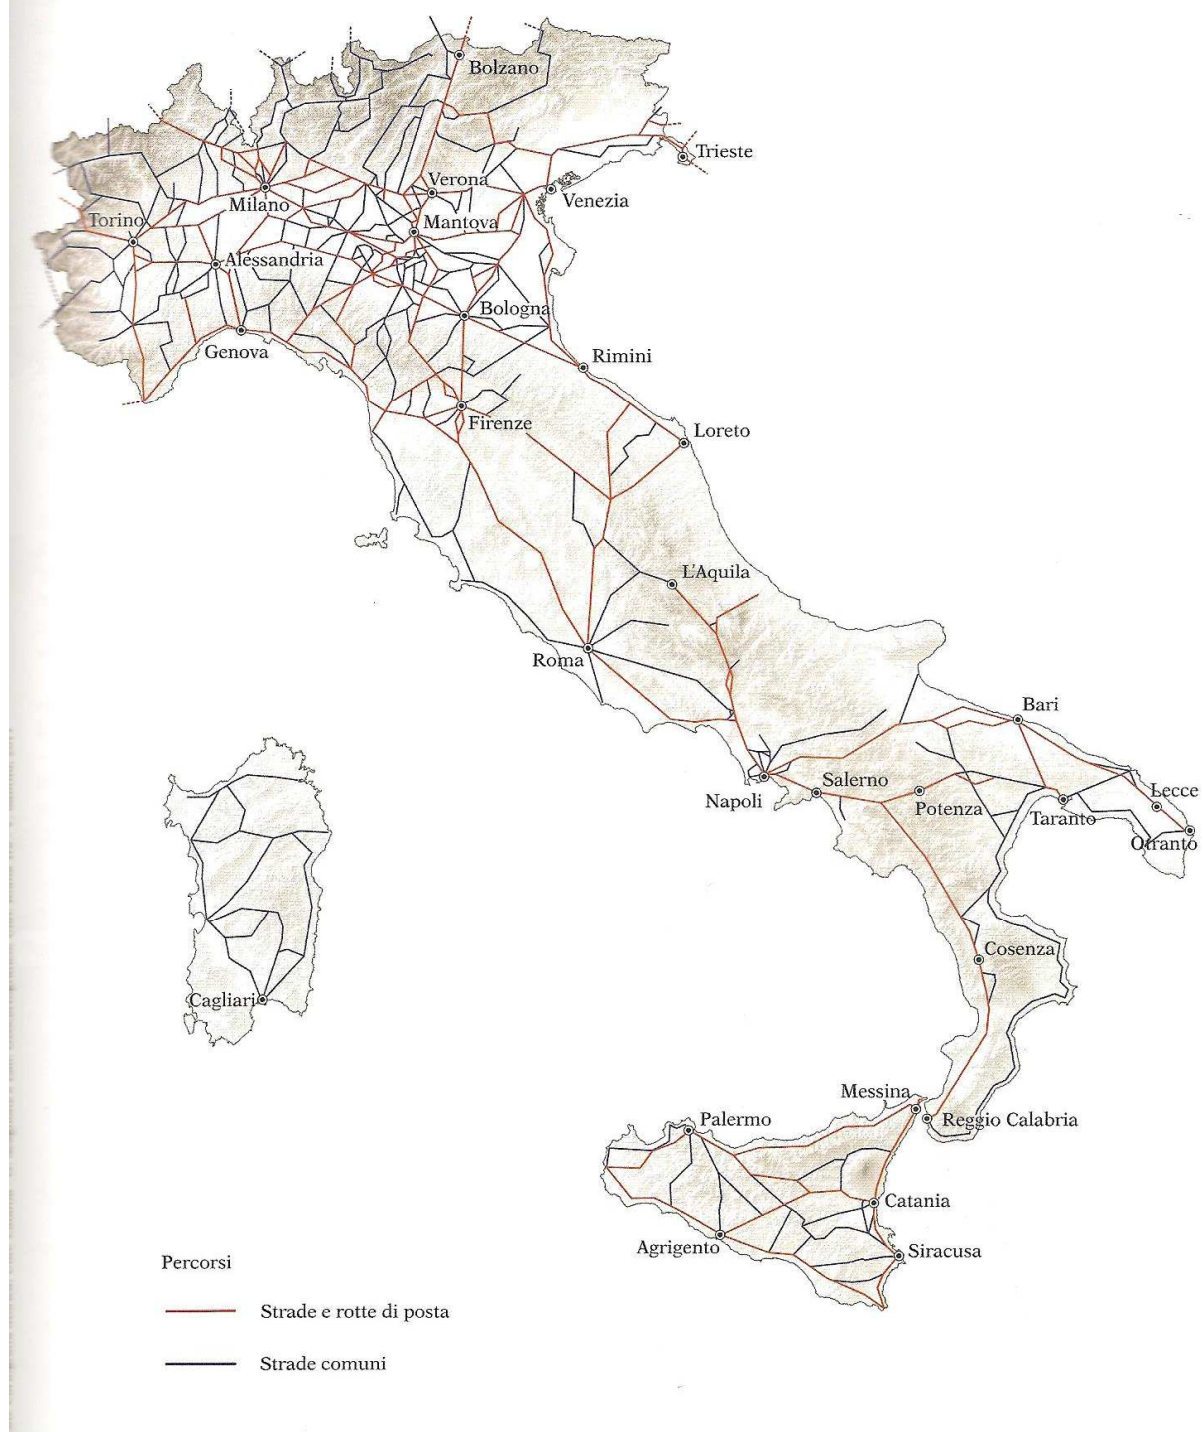 Bolzano
Trieste
Verona
Venezia
Milano
Torino
Mantova
Alessandria
Bologna
Genova
Rimini
Firenze
Loreto
L'Aquila
Roma
Bari
Napoli
Salerno
Potenza
Taranto
Lecce
Otranto
Cosenza
Cagliari
Messina
Reggio Calabria
Palermo
Catania
Agrigento
Siracusa
Percorsi
Strade e rotte di posta
Strade comuni